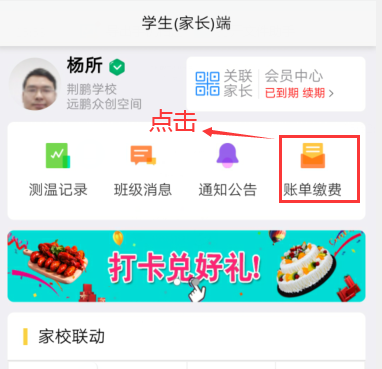 学生(家长)端
杨所
荆鹏学校
远鹏众创空间
关联
家长
会员中心
已到期 续期 >
点击
测温记录
班级消息
通知公告
账单缴费
打卡兑好礼!
家校联动